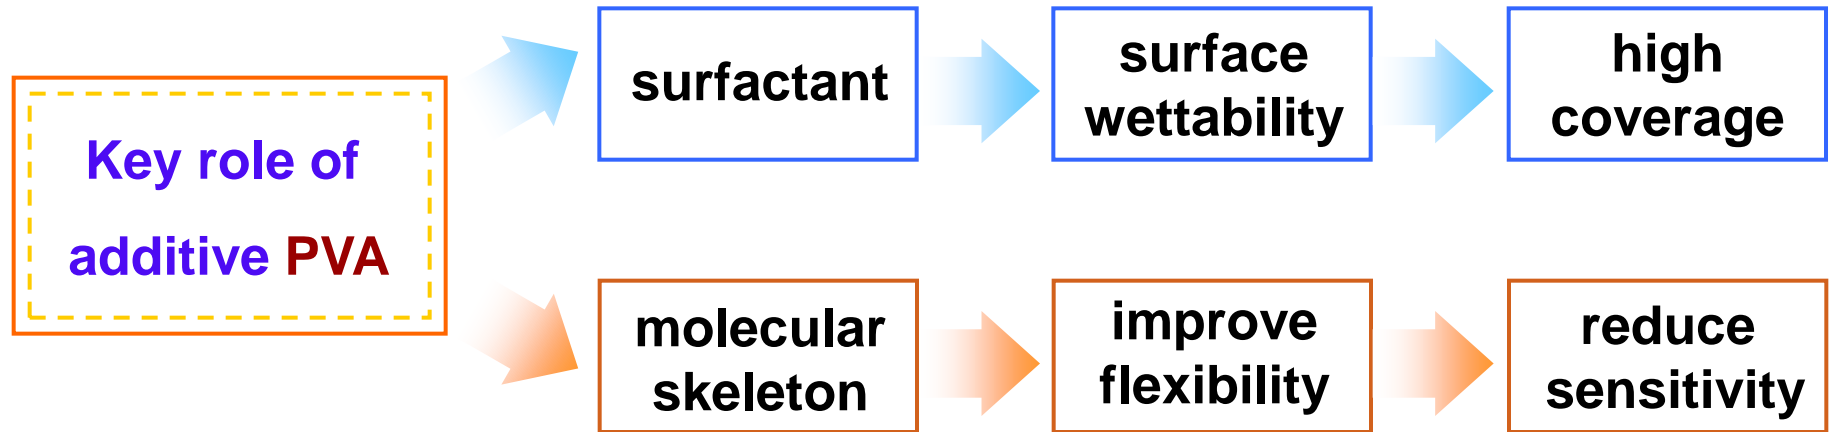 Key role of
additive PVA
surfactant
surface
wettability
high
coverage
molecular
skeleton
improve
flexibility
reduce
sensitivity